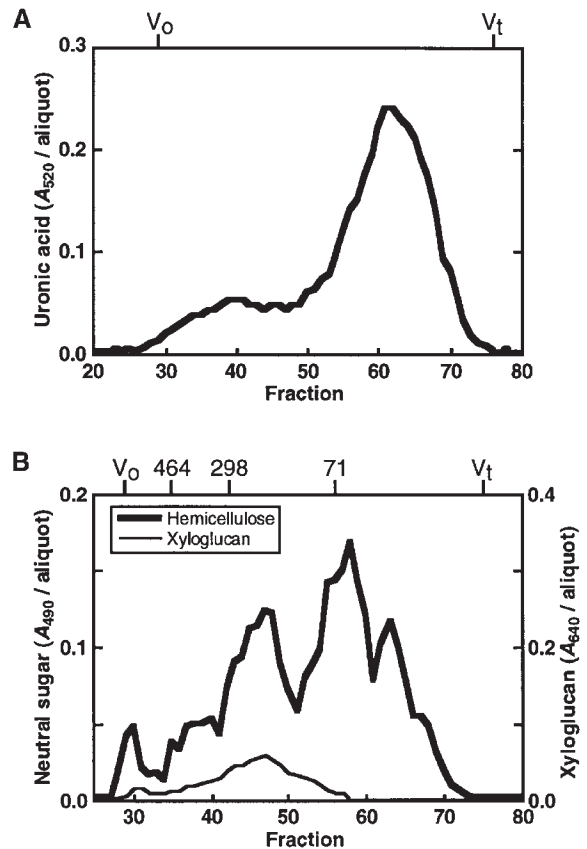 A
Vo Vt
0.3
0.2
0.1
0.0
Uronic acid (A520 / aliquot)
20 30 40 50 60 70 80
Fraction
B
Vo 464 298 71 Vt
0.2 0.4
Hemicellulose
Xyloglucan
0.1 0.2
0.0 0.0
Neutral sugar (A490 / aliquot)
Xyloglucan (A640 / aliquot)
30 40 50 60 70 80
Fraction